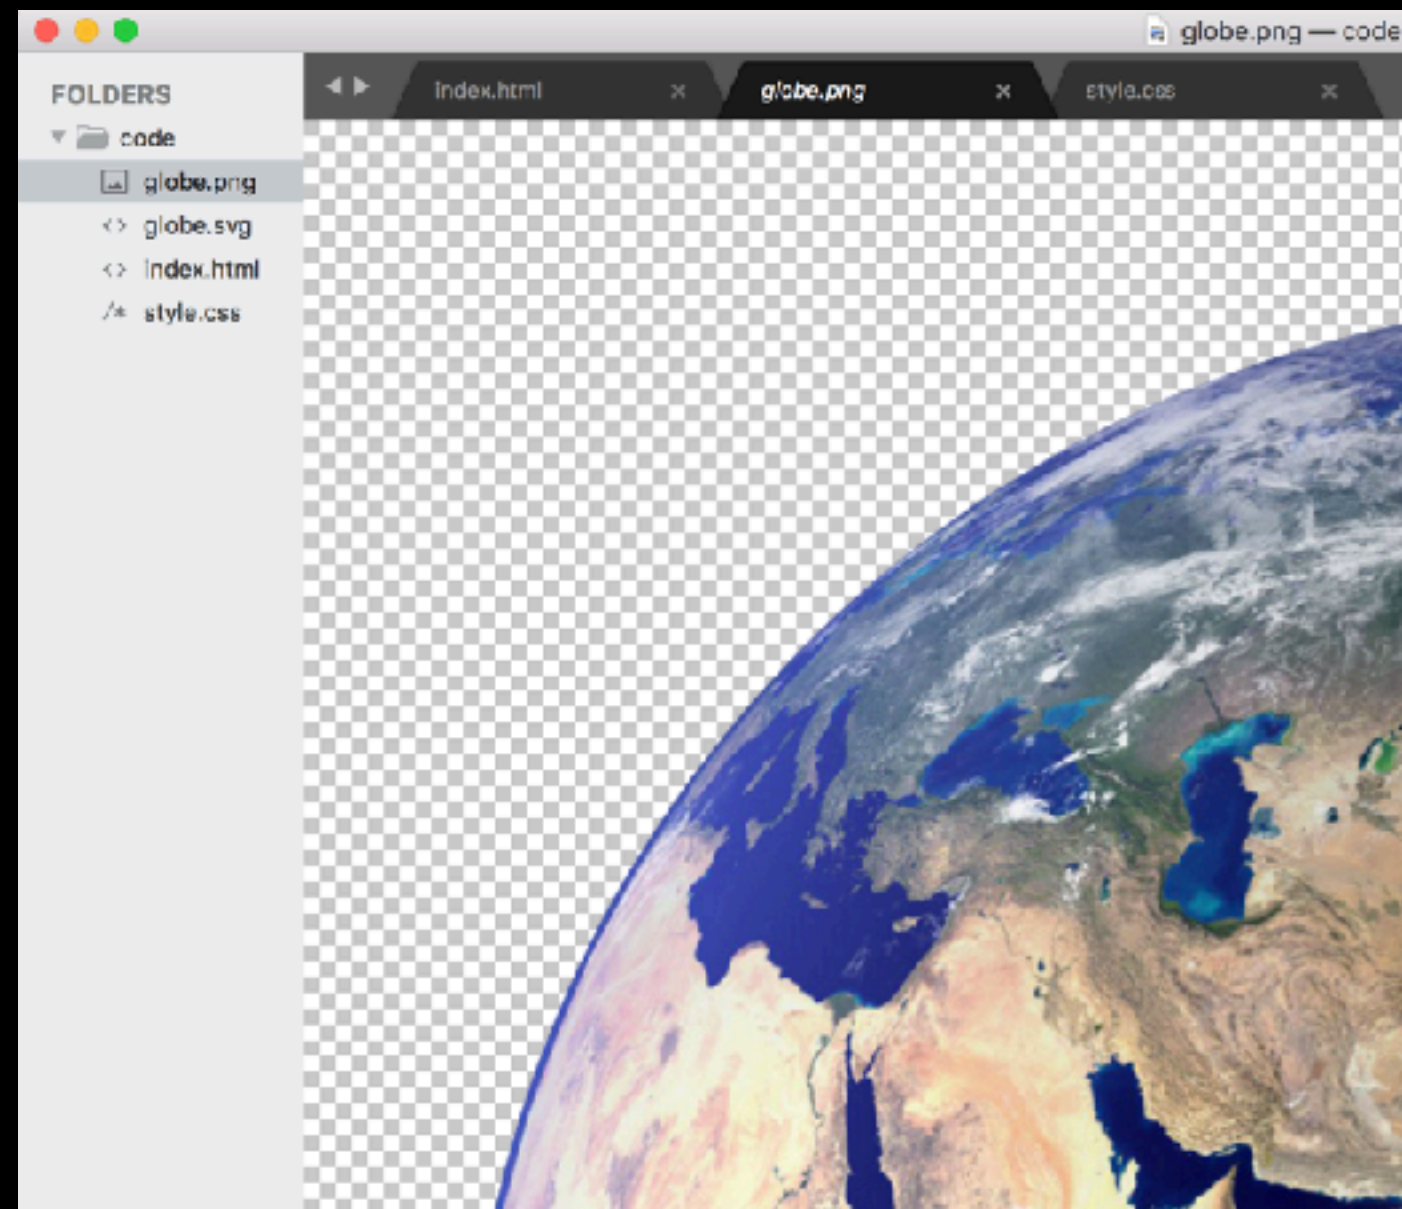 globe.png — code
FOLDERS
code
globe.png
globe.svg
index.html
style.css
index.html × globe.png × style.css ×